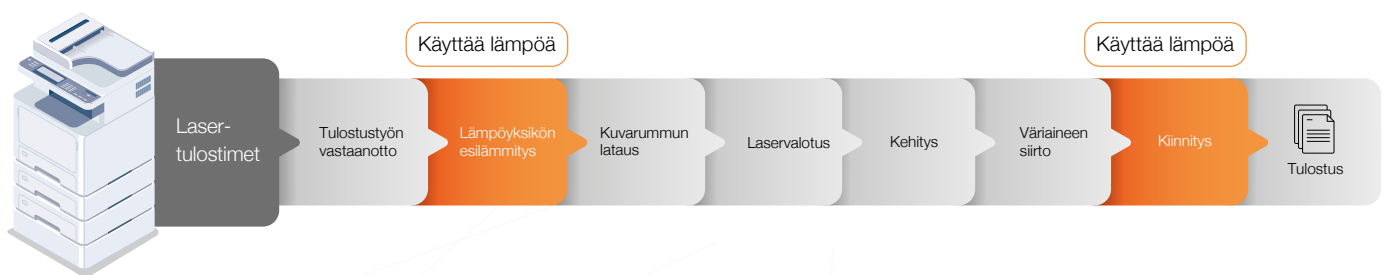 Käyttää lämpöä
Käyttää lämpöä
Laser-
tulostimet
Tulostustyön
vastaanotto
Lämpöyksikön
esilämmitys
Kuvarummun
lataus
Laservalotus
Kehitys
Väriaineen
siirto
Kiinnitys
Tulostus